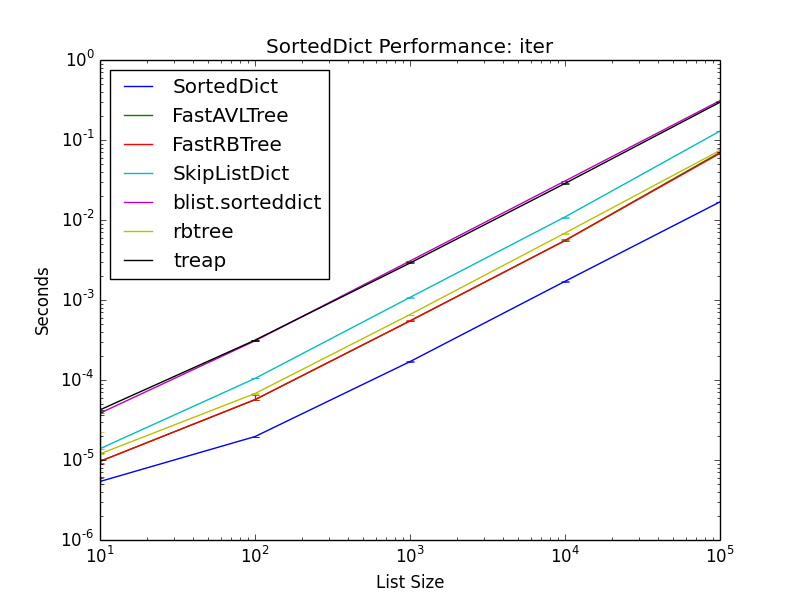 SortedDict Performance: iter
10^0
10^-1
10^-2
10^-3
10^-4
10^-5
10^-6
Seconds
SortedDict
FastAVLTree
FastRBTree
SkipListDict
blist.sorteddict
rbtree
treap
10^1 10^2 10^3 10^4 10^5
List Size